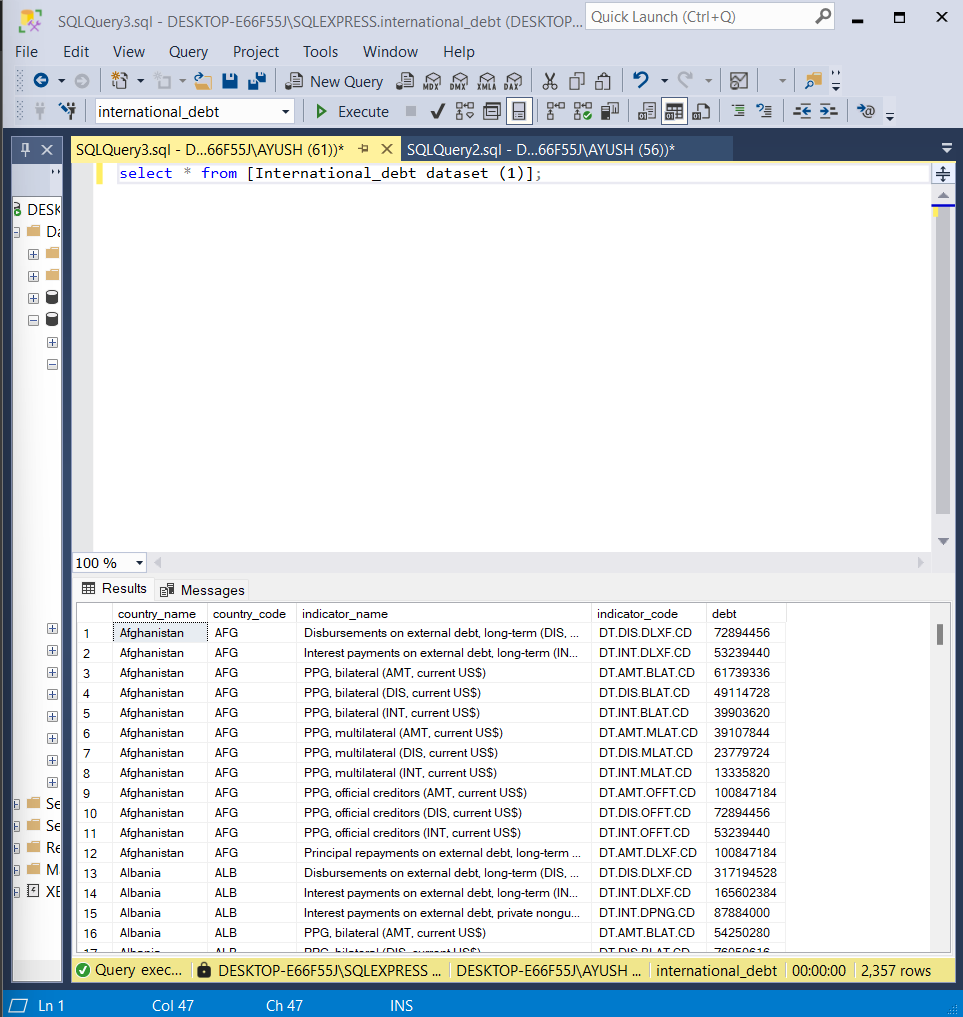 SQLQuery3.sql - DESKTOP-E66F55J\SQLEXPRESS.international_debt (DESKTOP... Quick Launch (Ctrl+Q)
File Edit View Query Project Tools Window Help
New Query MDX DMX XMLA DAX
international_debt Execute
SQLQuery3.sql - D...66F55J\AYUSH (61))* SQLQuery2.sql - D...66F55J\AYUSH (56))*
select * from [International_debt dataset (1)];
DESK
Da
Se
Se
Re
M
XE
100 %
Results Messages
country_name country_code indicator_name indicator_code debt
1 Afghanistan AFG Disbursements on external debt, long-term (DIS, ... DT.DIS.DLXF.CD 72894456
2 Afghanistan AFG Interest payments on external debt, long-term (IN... DT.INT.DLXF.CD 53239440
3 Afghanistan AFG PPG, bilateral (AMT, current US$) DT.AMT.BLAT.CD 61739336
4 Afghanistan AFG PPG, bilateral (DIS, current US$) DT.DIS.BLAT.CD 49114728
5 Afghanistan AFG PPG, bilateral (INT, current US$) DT.INT.BLAT.CD 39903620
6 Afghanistan AFG PPG, multilateral (AMT, current US$) DT.AMT.MLAT.CD 39107844
7 Afghanistan AFG PPG, multilateral (DIS, current US$) DT.DIS.MLAT.CD 23779724
8 Afghanistan AFG PPG, multilateral (INT, current US$) DT.INT.MLAT.CD 13335820
9 Afghanistan AFG PPG, official creditors (AMT, current US$) DT.AMT.OFFT.CD 100847184
10 Afghanistan AFG PPG, official creditors (DIS, current US$) DT.DIS.OFFT.CD 72894456
11 Afghanistan AFG PPG, official creditors (INT, current US$) DT.INT.OFFT.CD 53239440
12 Afghanistan AFG Principal repayments on external debt, long-term ... DT.AMT.DLXF.CD 100847184
13 Albania ALB Disbursements on external debt, long-term (DIS, ... DT.DIS.DLXF.CD 317194528
14 Albania ALB Interest payments on external debt, long-term (IN... DT.INT.DLXF.CD 165602384
15 Albania ALB Interest payments on external debt, private nongu... DT.INT.DPNG.CD 87884000
16 Albania ALB PPG, bilateral (AMT, current US$) DT.AMT.BLAT.CD 54250280
17 Albania ALB PPG, bilateral (DIS, current US$) DT.DIS.BLAT.CD
Query exec... DESKTOP-E66F55J\SQLEXPRESS ... DESKTOP-E66F55J\AYUSH ... international_debt 00:00:00 2,357 rows
Ln 1 Col 47 Ch 47 INS